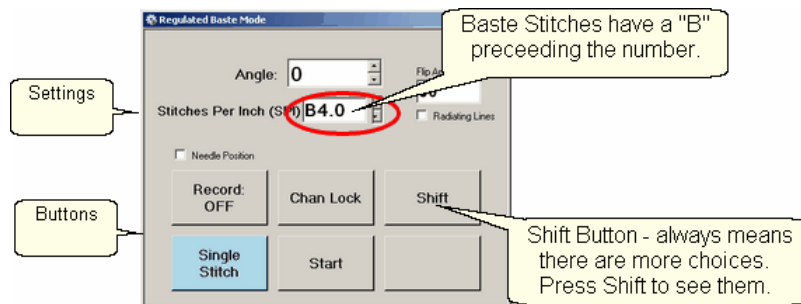 Regulated Baste Mode
Baste Stitches have a "B"
preceeding the number.
Angle: 0
Settings
Stitches Per Inch (SPI) B4.0
Radiating Lines
Needle Position
Record:
OFF
Chan Lock
Shift
Buttons
Single
Stitch
Start
Shift Button - always means
there are more choices.
Press Shift to see them.